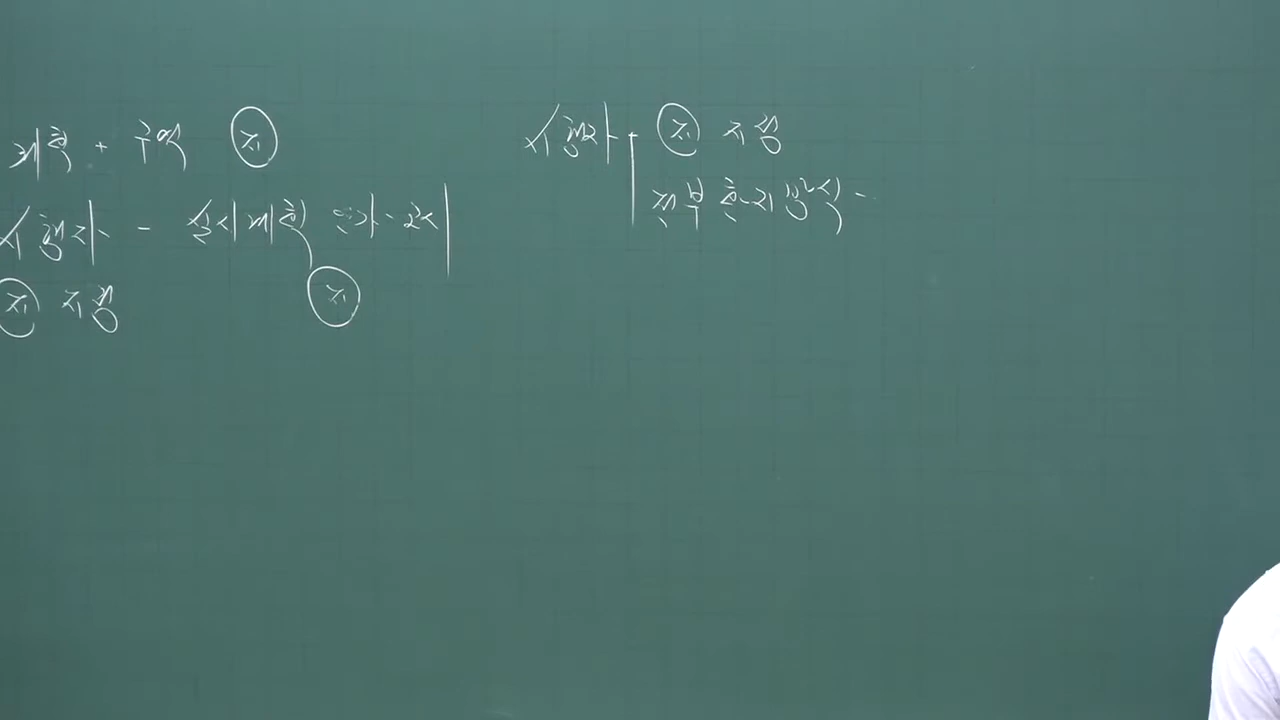 계획 + 구역 지
시행자 - 실시계획 인가 - 고시
지 지정 지
시행자 - 지 지정
전부 환지방식 -